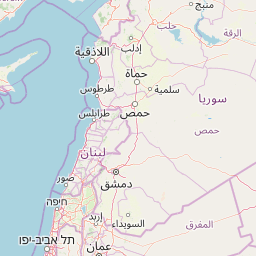 منبج
إدلب
حلب
اللاذقية
الرقة
حماة
طرطوس
سلمية
سوريا
حمص
طرابلس
حمص
لبنان
دمشق
صور
חיפה
إربد
السويداء
المفرق
תל אביב-יפו
عمان